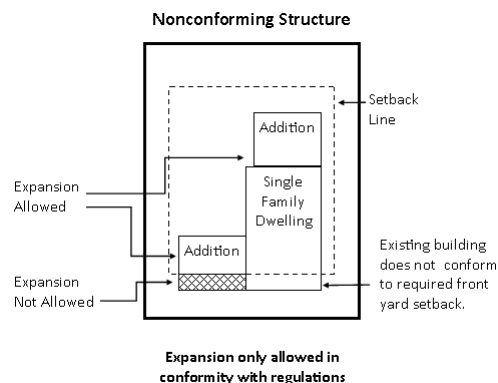 Nonconforming Structure
Setback
Line
Addition
Single
Family
Dwelling
Expansion
Allowed
Addition
Expansion
Not Allowed
Existing building
does not conform
to required front
yard setback.
Expansion only allowed in
conformity with regulations